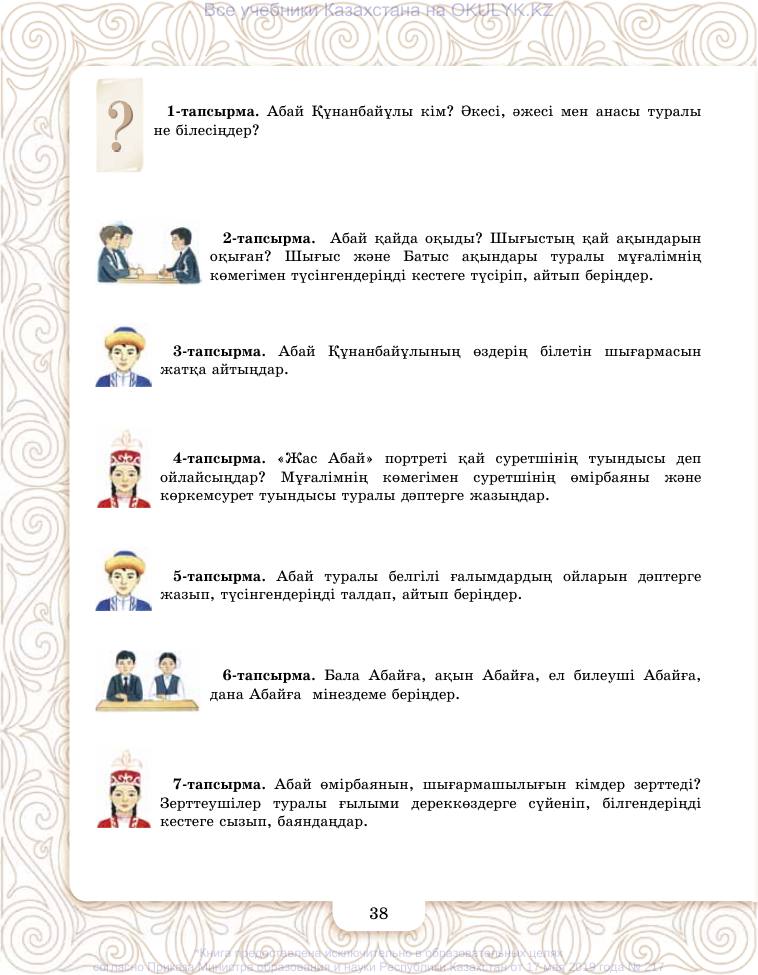 Все учебники Казахстана на OKULYK.KZ
1-тапсырма. Абай Құнанбайұлы кім? Әкесі, әжесі мен анасы туралы
не білесіңдер?
2-тапсырма. Абай қайда оқыды? Шығыстың қай ақындарын
оқыған? Шығыс және Батыс ақындары туралы мұғалімнің
көмегімен түсінгендеріңді кестеге түсіріп, айтып беріңдер.
3-тапсырма. Абай Құнанбайұлының өздерің білетін шығармасын
жатқа айтыңдар.
4-тапсырма. «Жас Абай» портреті қай суретшінің туындысы деп
ойлайсыңдар? Мұғалімнің көмегімен суретшінің өмірбаяны және
көркемсурет туындысы туралы дәптерге жазыңдар.
5-тапсырма. Абай туралы белгілі ғалымдардың ойларын дәптерге
жазып, түсінгендеріңді талдап, айтып беріңдер.
6-тапсырма. Бала Абайға, ақын Абайға, ел билеуші Абайға,
дана Абайға мінездеме беріңдер.
7-тапсырма. Абай өмірбаянын, шығармашылығын кімдер зерттеді?
Зерттеушілер туралы ғылыми дереккөздерге сүйеніп, білгендеріңді
кестеге сызып, баяндаңдар.
38
*Книга предоставлена исключительно в образовательных целях
согласно Приказа Министра образования и науки Республики Казахстан от 17 мая 2019 года № 217